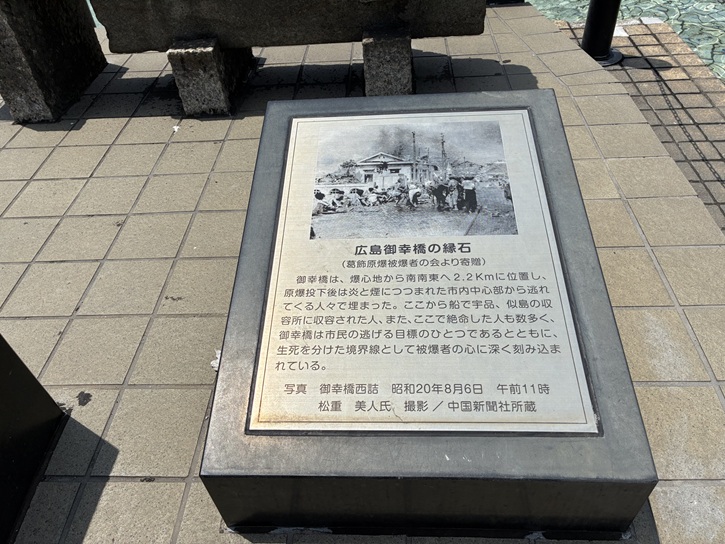 広島御幸橋の縁石
（葛飾原爆被爆者の会より寄贈）
御幸橋は、爆心地から南南東へ2.2Kmに位置し、
原爆投下後は炎と煙につつまれた市内中心部から逃れ
てくる人々で埋まった。ここから船で宇品、似島の収
容所に収容された人、また、ここで絶命した人も数多く、
御幸橋は市民の逃げる目標のひとつであるとともに、
生死を分けた境界線として被爆者の心に深く刻み込ま
れている。
写真　御幸橋西詰　昭和20年8月6日　午前11時
松重　美人氏　撮影／中国新聞社所蔵